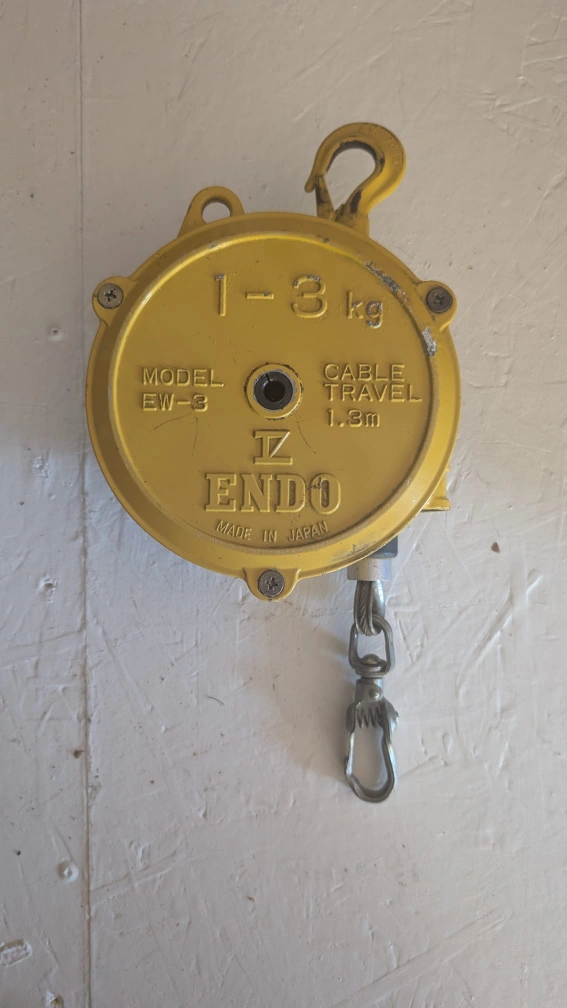 1-3 kg
MODEL
EW-3
CABLE
TRAVEL
1.3m
ENDO
MADE IN JAPAN